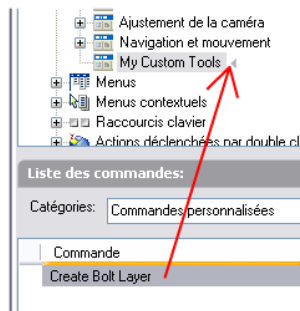 Ajustement de la caméra
Navigation et mouvement
My Custom Tools
Menus
Menus contextuels
Raccourcis clavier
Actions déclenchées par double cl
Liste des commandes:
Catégories: Commandes personnalisées
Commande
Create Bolt Layer